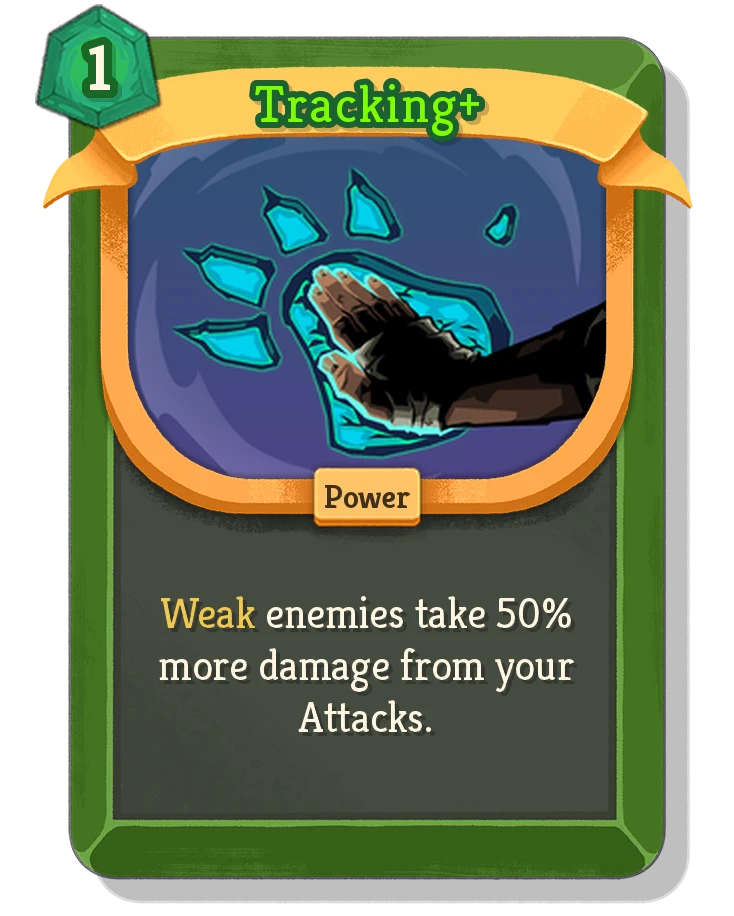 1
Tracking+
Power
Weak enemies take 50%
more damage from your
Attacks.